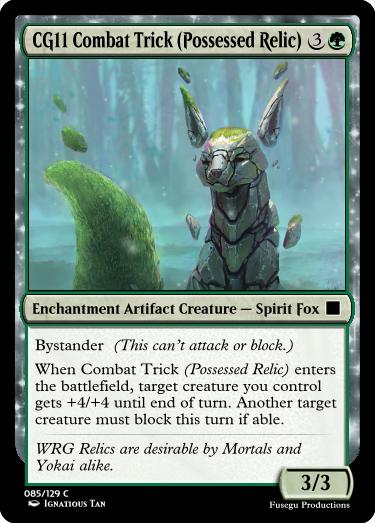 CG11 Combat Trick (Possessed Relic) 3
Enchantment Artifact Creature — Spirit Fox
Bystander (This can't attack or block.)
When Combat Trick (Possessed Relic) enters
the battlefield, target creature you control
gets +4/+4 until end of turn. Another target
creature must block this turn if able.
WRG Relics are desirable by Mortals and
Yokai alike.
3/3
085/129 C
Ignatious Tan
Fusegu Productions